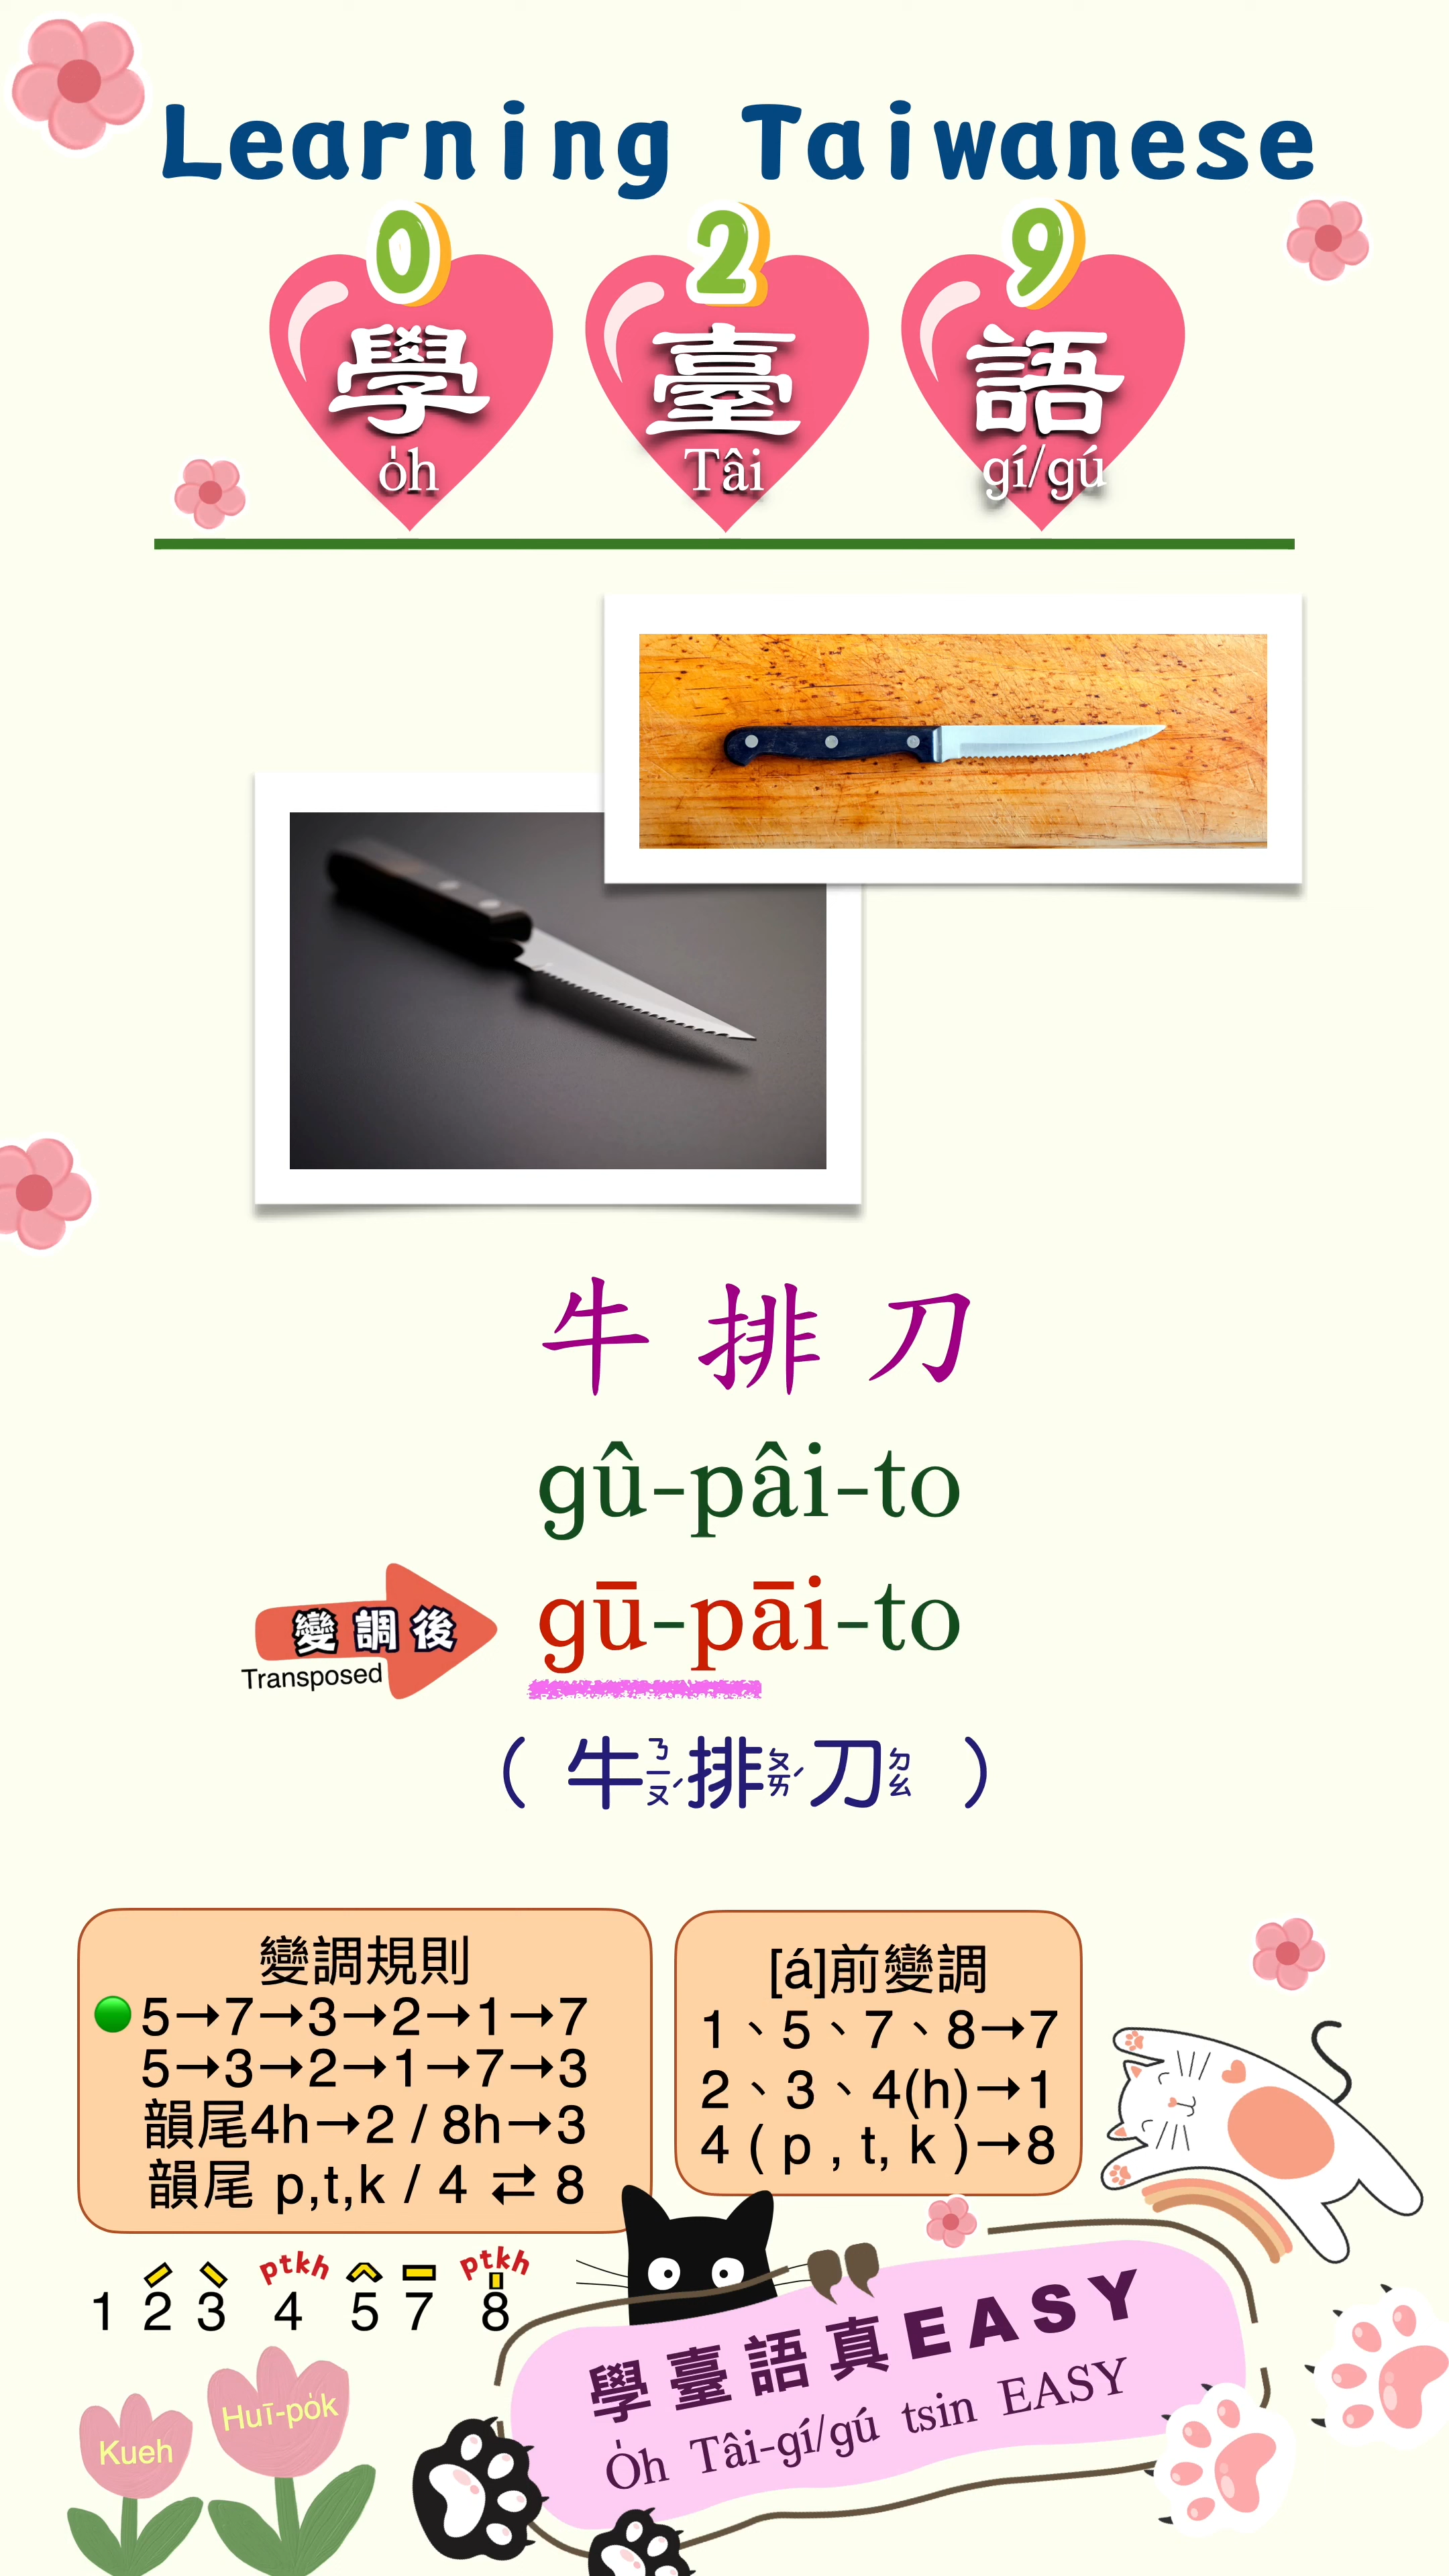 Learning Taiwanese
0 2 9
學 臺 語
o̍h Tâi gí/gú
牛 排 刀
gû-pâi-to
變調後
Transposed
gū-pāi-to
( 牛ㄋㄧㄡˊ排ㄆㄞˊ刀ㄉㄠ )
變調規則
5→7→3→2→1→7
5→3→2→1→7→3
韻尾4h→2 / 8h→3
韻尾 p,t,k / 4 ⇄ 8
[á]前變調
1、5、7、8→7
2、3、4(h)→1
4 ( p , t, k )→8
ptkh ptkh
1 2 3 4 5 7 8
Kueh
Huī-po̍k
學臺語真EASY
O̍h Tâi-gí/gú tsin EASY